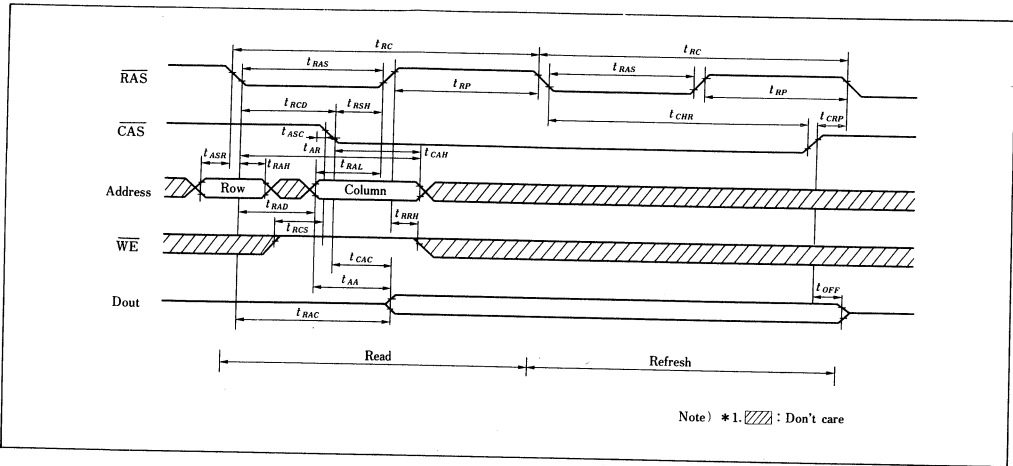 tRC tRC
RAS tRAS tRP tRAS tRP
tRCD tRSH tCHR tCRP
CAS
tASC
tAR tCAH
tASR tRAH tRAL
Address Row Column
tRAD
tRCS tRRH
WE
tCAC
tAA tOFF
Dout
tRAC
Read Refresh
Note) *1. : Don't care